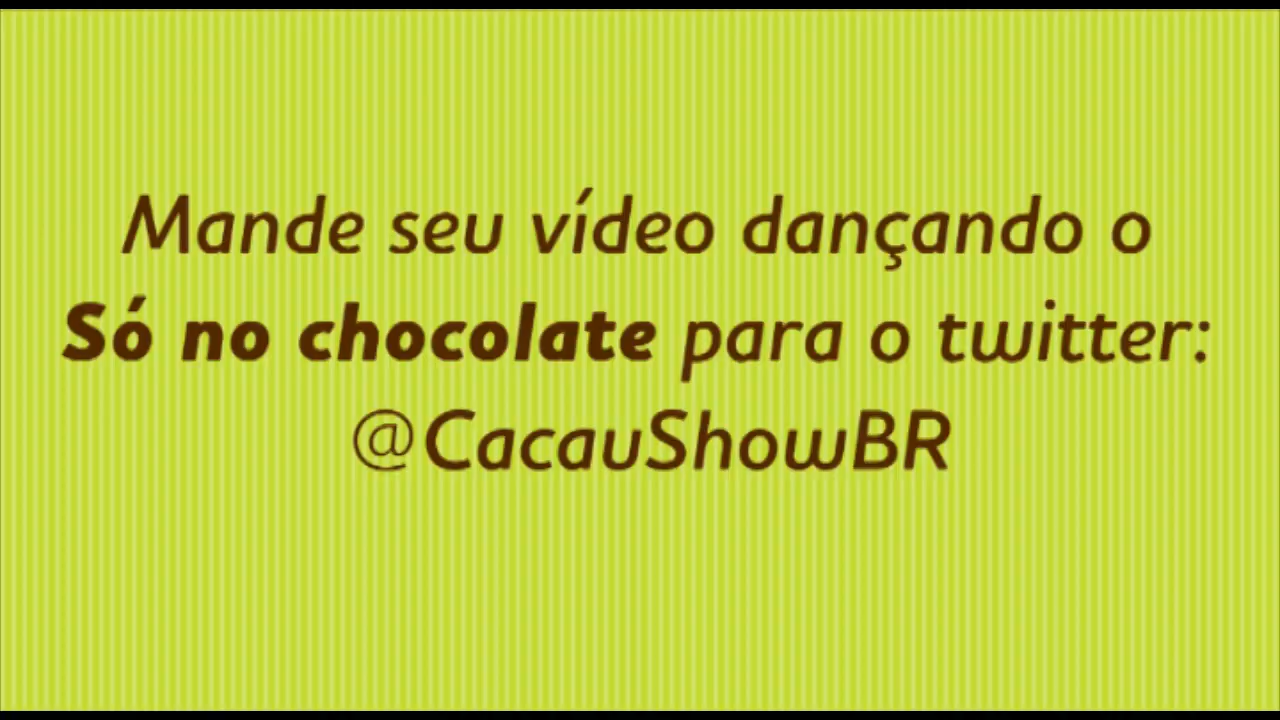 Mande seu vídeo dançando o
Só no chocolate para o twitter:
@CacauShowBR